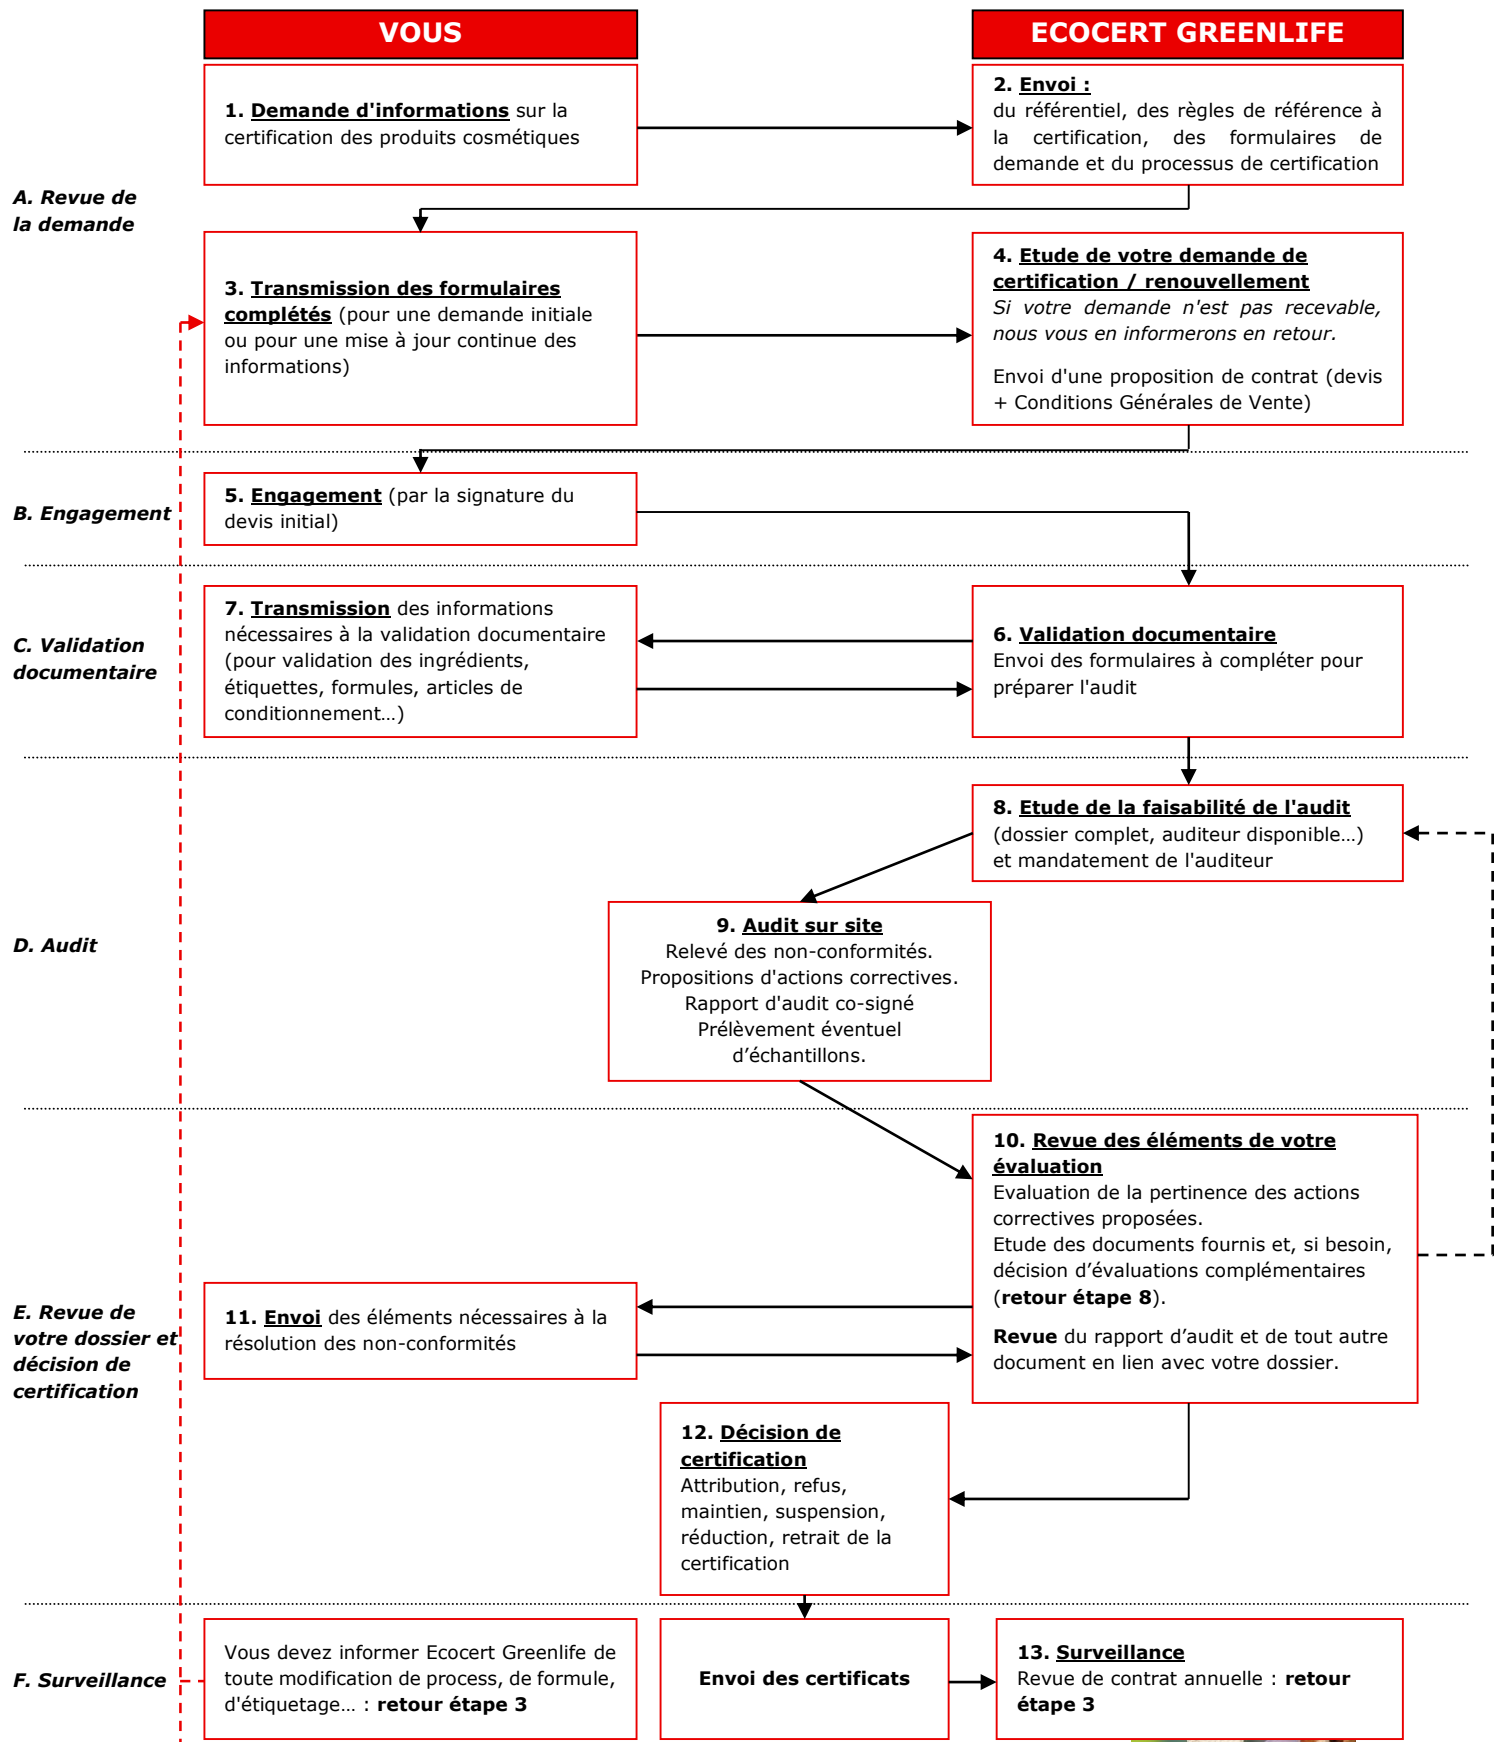 VOUS
ECOCERT GREENLIFE
A. Revue de
la demande
1. Demande d'informations sur la
certification des produits cosmétiques
2. Envoi :
du référentiel, des règles de référence à
la certification, des formulaires de
demande et du processus de certification
3. Transmission des formulaires
complétés (pour une demande initiale
ou pour une mise à jour continue des
informations)
4. Etude de votre demande de
certification / renouvellement
Si votre demande n'est pas recevable,
nous vous en informerons en retour.
Envoi d'une proposition de contrat (devis
+ Conditions Générales de Vente)
B. Engagement
5. Engagement (par la signature du
devis initial)
C. Validation
documentaire
7. Transmission des informations
nécessaires à la validation documentaire
(pour validation des ingrédients,
étiquettes, formules, articles de
conditionnement…)
6. Validation documentaire
Envoi des formulaires à compléter pour
préparer l'audit
D. Audit
8. Etude de la faisabilité de l'audit
(dossier complet, auditeur disponible…)
et mandatement de l'auditeur
9. Audit sur site
Relevé des non-conformités.
Propositions d'actions correctives.
Rapport d'audit co-signé
Prélèvement éventuel
d’échantillons.
E. Revue de
votre dossier et
décision de
certification
10. Revue des éléments de votre
évaluation
Evaluation de la pertinence des actions
correctives proposées.
Etude des documents fournis et, si besoin,
décision d’évaluations complémentaires
(retour étape 8).
Revue du rapport d’audit et de tout autre
document en lien avec votre dossier.
11. Envoi des éléments nécessaires à la
résolution des non-conformités
12. Décision de
certification
Attribution, refus,
maintien, suspension,
réduction, retrait de la
certification
F. Surveillance
Vous devez informer Ecocert Greenlife de
toute modification de process, de formule,
d'étiquetage… : retour étape 3
Envoi des certificats
13. Surveillance
Revue de contrat annuelle : retour
étape 3